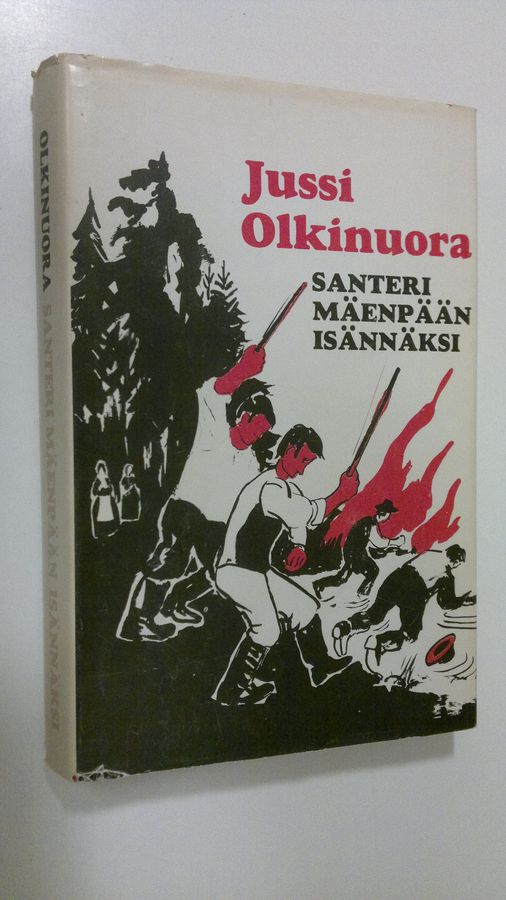 Jussi
Olkinuora
SANTERI
MÄENPÄÄN
ISÄNNÄKSI
OLKINUORA SANTERI MÄENPÄÄN ISÄNNÄKSI